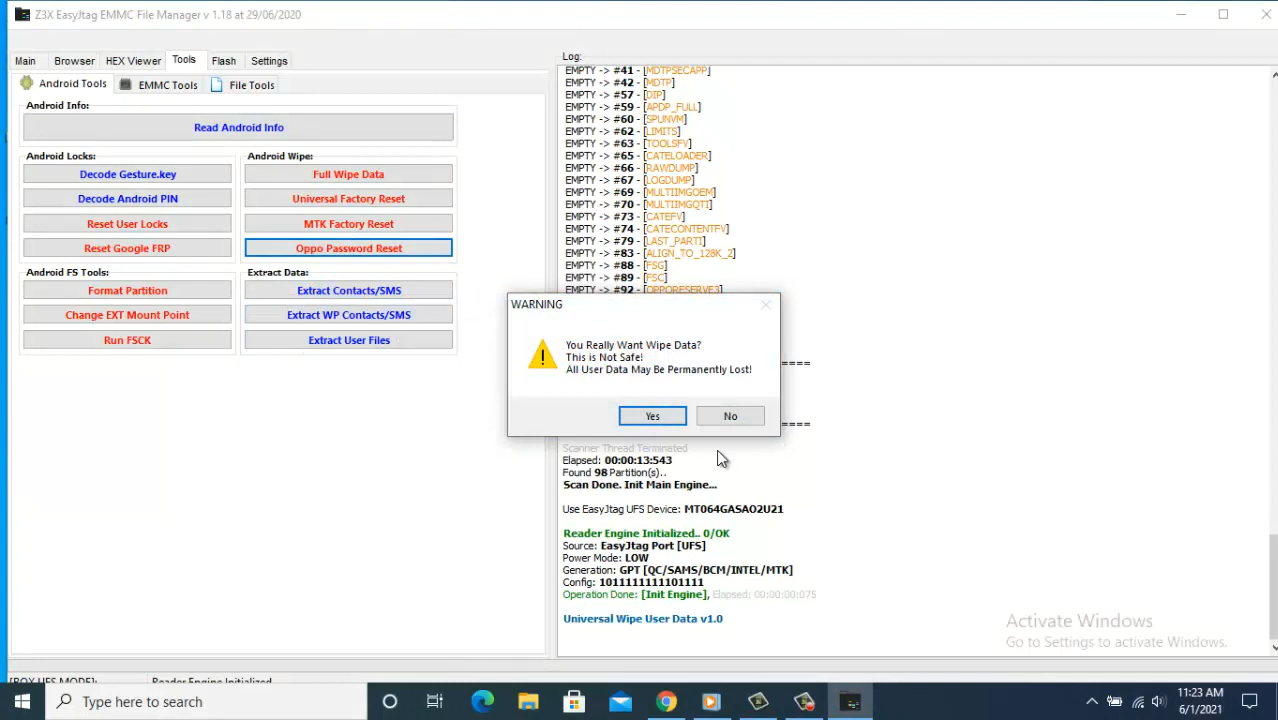 Z3X EasyJtag EMMC File Manager v 1.18 at 29/06/2020
Main Browser HEX Viewer Tools Flash Settings
Android Tools EMMC Tools File Tools
Android Info:
Read Android Info
Android Locks:
Decode Gesture.key
Decode Android PIN
Reset User Locks
Reset Google FRP
Android Wipe:
Full Wipe Data
Universal Factory Reset
MTK Factory Reset
Oppo Password Reset
Android FS Tools:
Format Partition
Change EXT Mount Point
Run FSCK
Extract Data:
Extract Contacts/SMS
Extract WP Contacts/SMS
Extract User Files
Log:
EMPTY -> #41 - [MDTPSECAPP]
EMPTY -> #42 - [MDTP]
EMPTY -> #57 - [DIP]
EMPTY -> #59 - [APDP_FULL]
EMPTY -> #60 - [SPUNVM]
EMPTY -> #62 - [LIMITS]
EMPTY -> #63 - [TOOLSFV]
EMPTY -> #65 - [CATELOADER]
EMPTY -> #66 - [RAWDUMP]
EMPTY -> #67 - [LOGDUMP]
EMPTY -> #69 - [MULTIIMGOEM]
EMPTY -> #70 - [MULTIIMGQTI]
EMPTY -> #73 - [CATEFV]
EMPTY -> #74 - [CATECONTENTFV]
EMPTY -> #79 - [LAST_PARTI]
EMPTY -> #83 - [ALIGN_TO_128K_2]
EMPTY -> #88 - [FSG]
EMPTY -> #89 - [FSC]
EMPTY -> #92 - [OPPORESERVE3]
WARNING
You Really Want Wipe Data?
This is Not Safe!
All User Data May Be Permanently Lost!
Yes No
====
====
Scanner Thread Terminated
Elapsed: 00:00:13:543
Found 98 Partition(s)..
Scan Done. Init Main Engine...
Use EasyJtag UFS Device: MT064GASAO2U21
Reader Engine Initialized.. 0/OK
Source: EasyJtag Port [UFS]
Power Mode: LOW
Generation: GPT [QC/SAMS/BCM/INTEL/MTK]
Config: 1011111111101111
Operation Done: [Init Engine], Elapsed: 00:00:00:075
Universal Wipe User Data v1.0
Activate Windows
Go to Settings to activate Windows.
[BOX UFS MODE]: Reader Engine Initialized
Type here to search
11:23 AM
6/1/2021